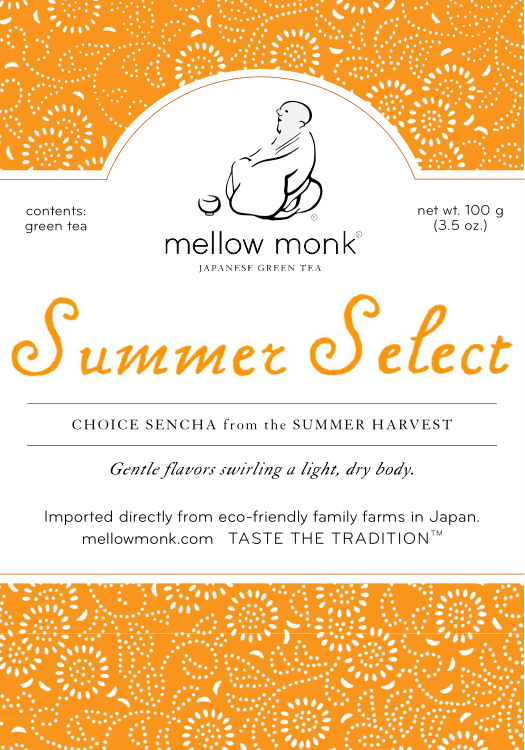 contents:
green tea
net wt. 100 g
(3.5 oz.)
mellow monk®
JAPANESE GREEN TEA
Summer Select
CHOICE SENCHA from the SUMMER HARVEST
Gentle flavors swirling a light, dry body.
Imported directly from eco-friendly family farms in Japan.
mellowmonk.com TASTE THE TRADITION™